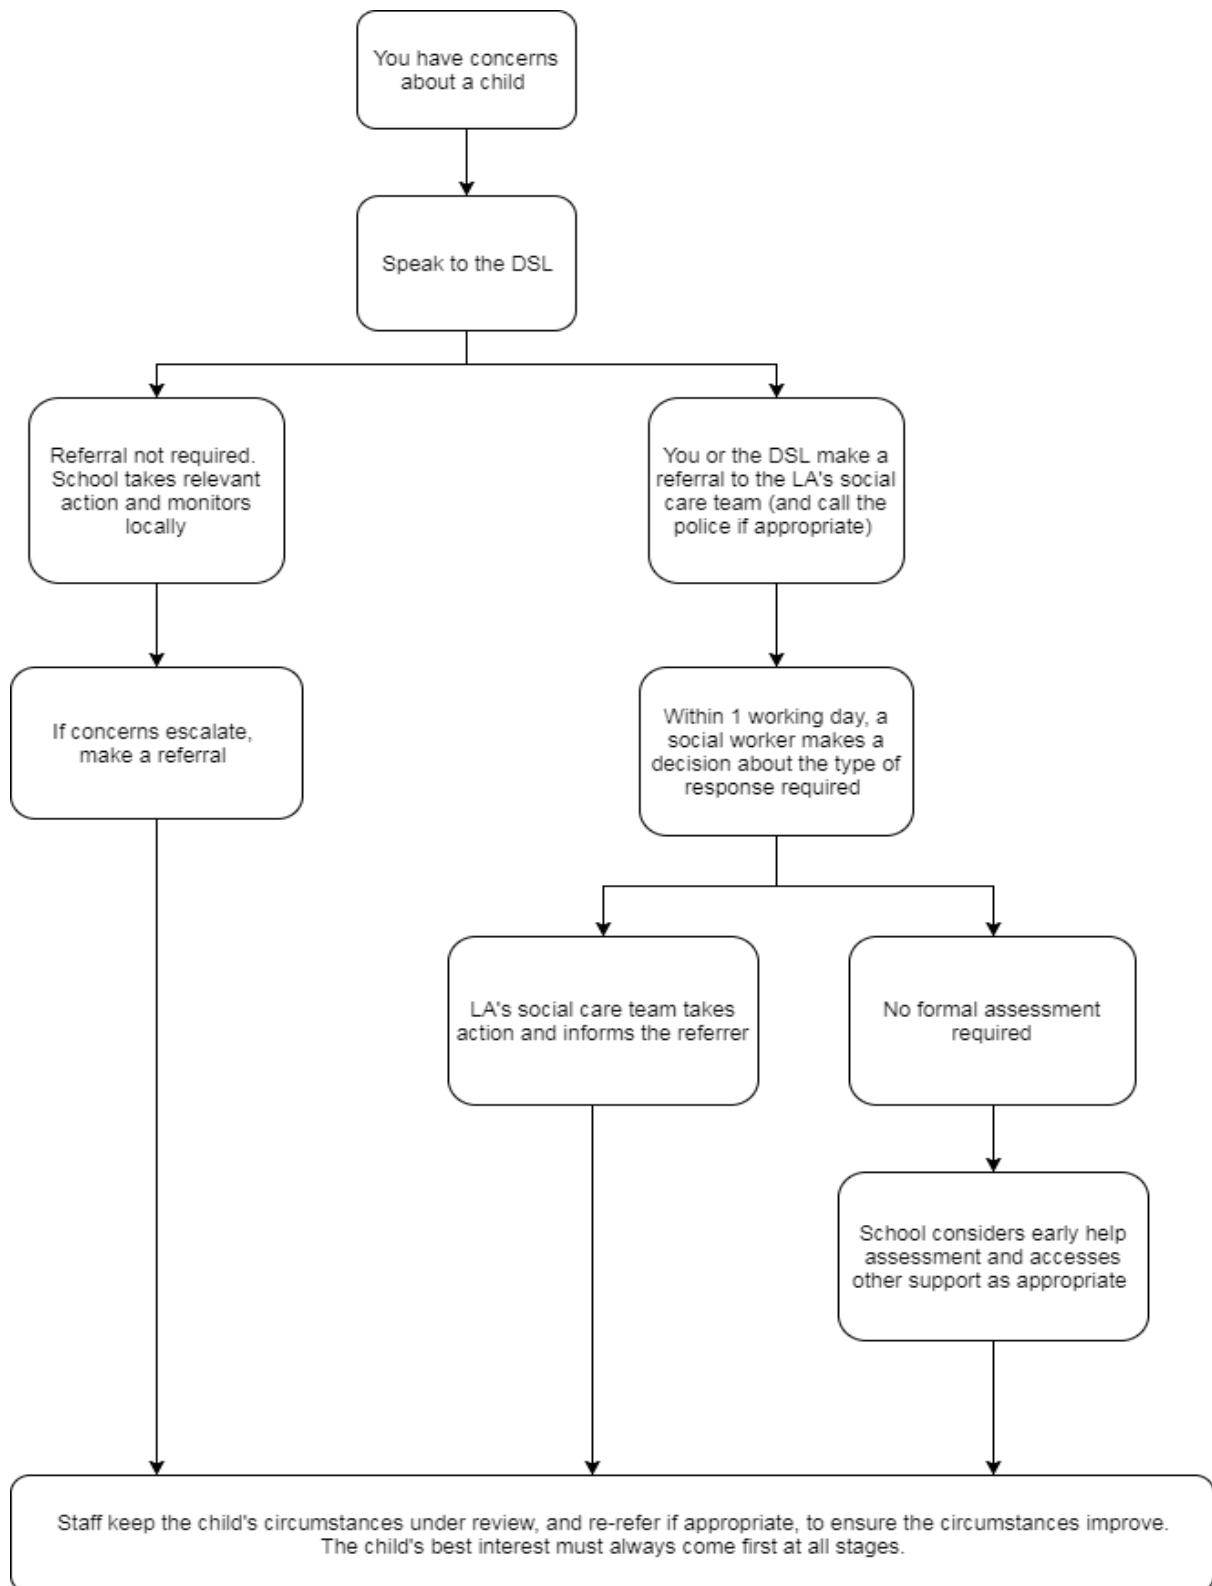 You have concerns
about a child
Speak to the DSL
Referral not required.
School takes relevant
action and monitors
locally
You or the DSL make a
referral to the LA's social
care team (and call the
police if appropriate)
If concerns escalate,
make a referral
Within 1 working day, a
social worker makes a
decision about the type of
response required
LA's social care team takes
action and informs the referrer
No formal assessment
required
School considers early help
assessment and accesses
other support as appropriate
Staff keep the child's circumstances under review, and re-refer if appropriate, to ensure the circumstances improve.
The child's best interest must always come first at all stages.